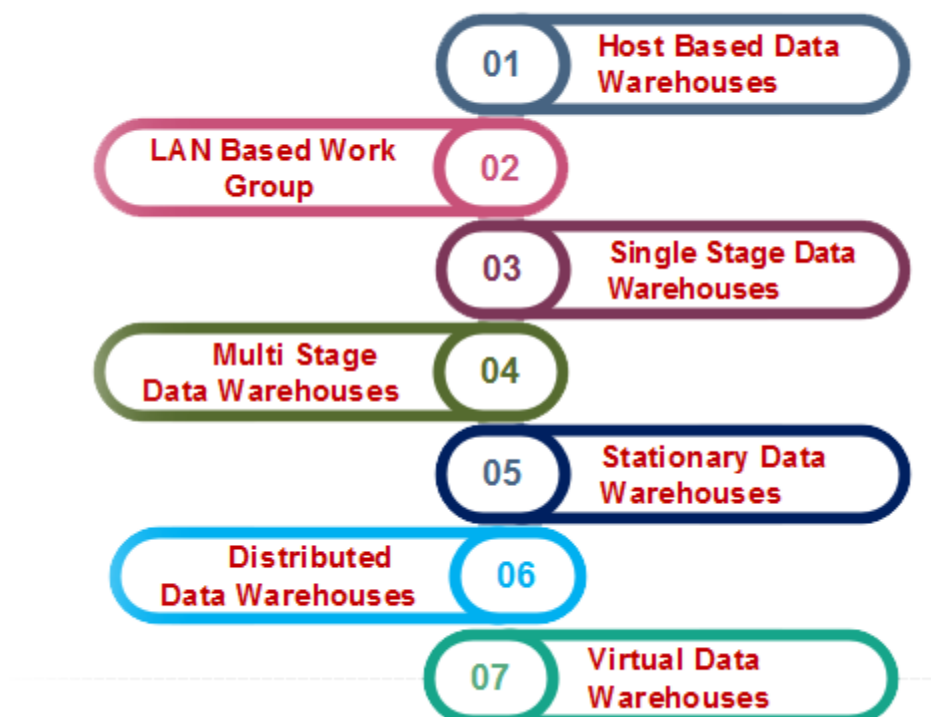 01
Host Based Data
Warehouses
LAN Based Work
Group
02
03
Single Stage Data
Warehouses
Multi Stage
Data Warehouses
04
05
Stationary Data
Warehouses
Distributed
Data Warehouses
06
07
Virtual Data
Warehouses